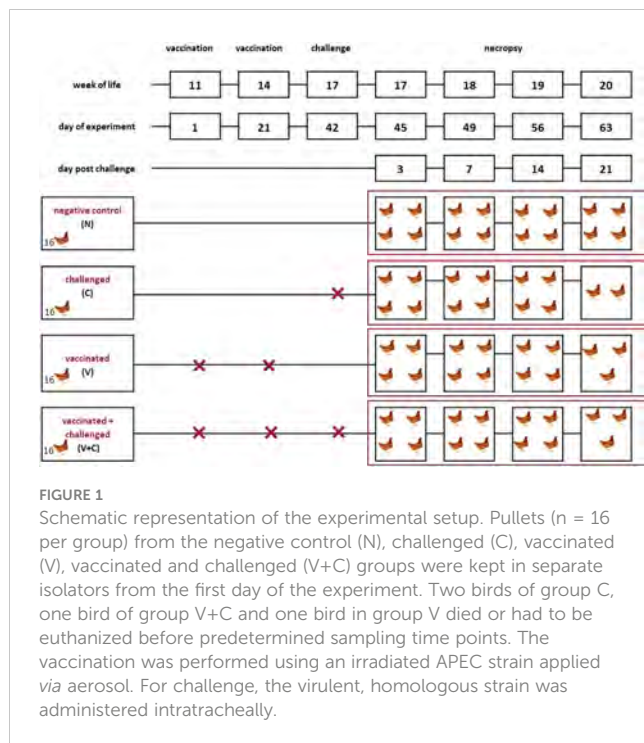 vaccination vaccination challenge necropsy
week of life 11 14 17 17 18 19 20
day of experiment 1 21 42 45 49 56 63
day post challenge 3 7 14 21
negative control
(N)
16
challenged
(C)
16
vaccinated
(V)
16
vaccinated +
challenged
(V+C)
16
FIGURE 1
Schematic representation of the experimental setup. Pullets (n = 16
per group) from the negative control (N), challenged (C), vaccinated
(V), vaccinated and challenged (V+C) groups were kept in separate
isolators from the first day of the experiment. Two birds of group C,
one bird of group V+C and one bird in group V died or had to be
euthanized before predetermined sampling time points. The
vaccination was performed using an irradiated APEC strain applied
via aerosol. For challenge, the virulent, homologous strain was
administered intratracheally.